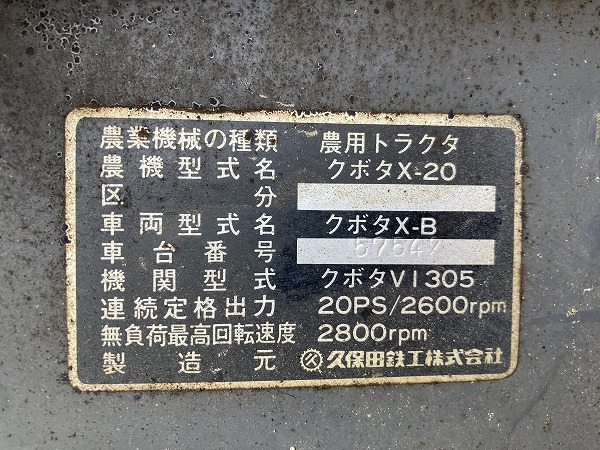 農業機械の種類 農用トラクタ
農機型式名 クボタX-20
区分
車両型式名 クボタX-B
車台番号
機関型式 クボタV1305
連続定格出力 20PS/2600rpm
無負荷最高回転速度 2800rpm
製造元 久保田鉄工株式会社